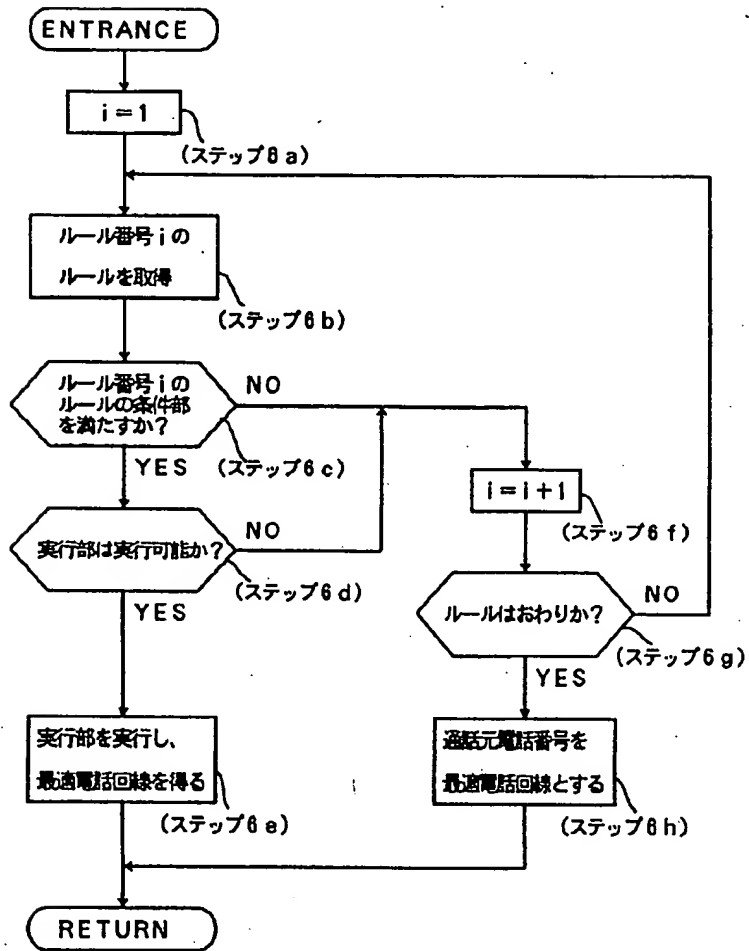 ENTRANCE
i=1
(ステップ6a)
ルール番号iの
ルールを取得
(ステップ6b)
ルール番号iの
ルールの条件部
を満たすか?
NO
(ステップ6c)
YES
i=i+1
(ステップ6f)
実行部は実行可能か?
NO
(ステップ6d)
YES
ルールはおわりか?
NO
(ステップ6g)
YES
実行部を実行し、
最適電話回線を得る
(ステップ6e)
通話元電話番号を
最適電話回線とする
(ステップ6h)
RETURN